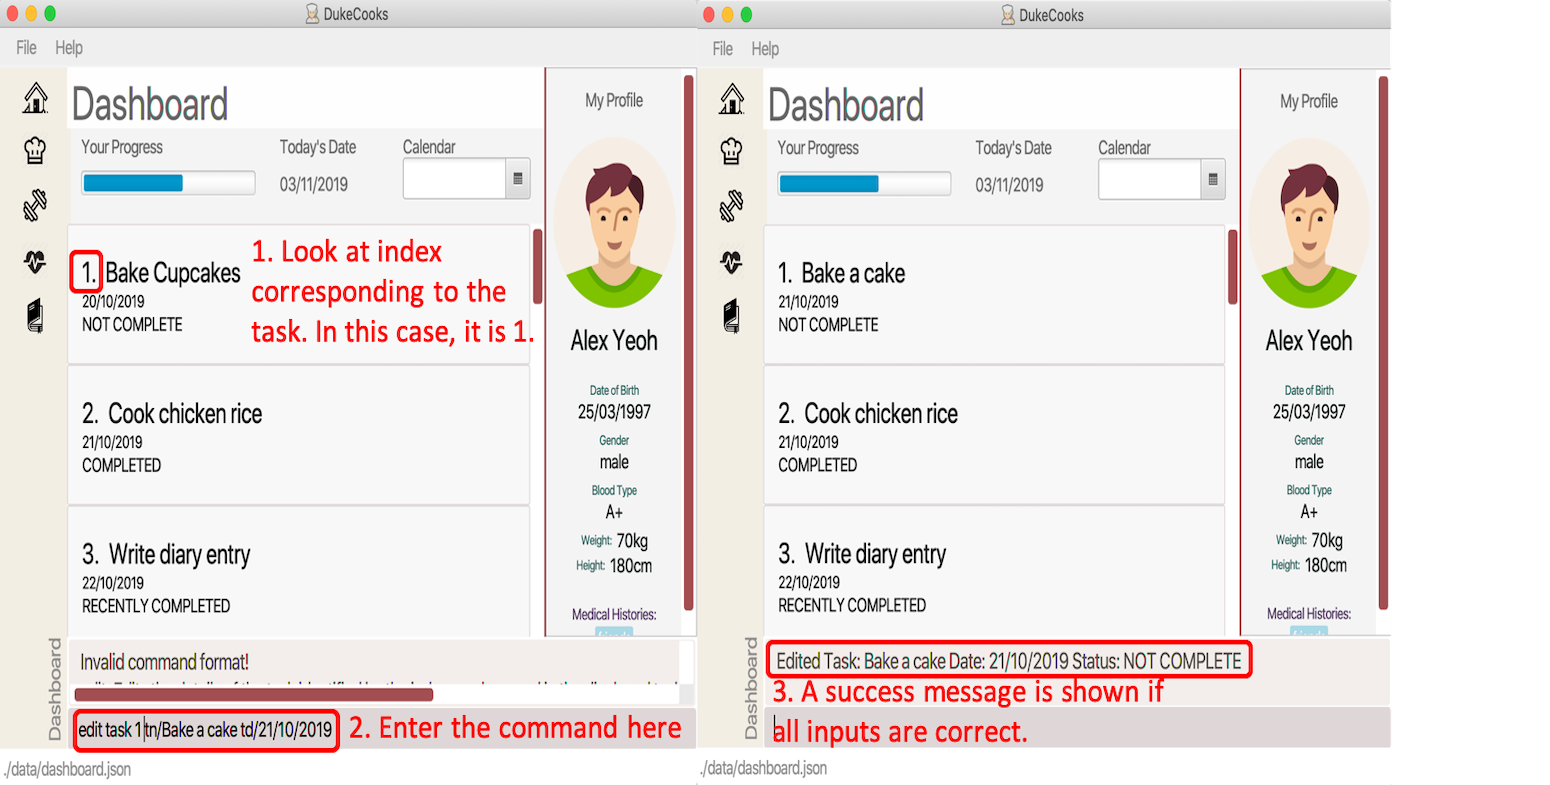 DukeCooks
File Help
Dashboard
Your Progress
Today's Date
03/11/2019
Calendar
1. Bake Cupcakes
20/10/2019
NOT COMPLETE
1. Look at index
corresponding to the
task. In this case, it is 1.
2. Cook chicken rice
21/10/2019
COMPLETED
3. Write diary entry
22/10/2019
RECENTLY COMPLETED
My Profile
Alex Yeoh
Date of Birth
25/03/1997
Gender
male
Blood Type
A+
Weight: 70kg
Height: 180cm
Medical Histories:
Dashboard
Invalid command format!
edit task 1 tn/Bake a cake td/21/10/2019
2. Enter the command here
./data/dashboard.json
DukeCooks
File Help
Dashboard
Your Progress
Today's Date
03/11/2019
Calendar
1. Bake a cake
21/10/2019
NOT COMPLETE
2. Cook chicken rice
21/10/2019
COMPLETED
3. Write diary entry
22/10/2019
RECENTLY COMPLETED
My Profile
Alex Yeoh
Date of Birth
25/03/1997
Gender
male
Blood Type
A+
Weight: 70kg
Height: 180cm
Medical Histories:
Dashboard
Edited Task: Bake a cake Date: 21/10/2019 Status: NOT COMPLETE
3. A success message is shown if
all inputs are correct.
./data/dashboard.json